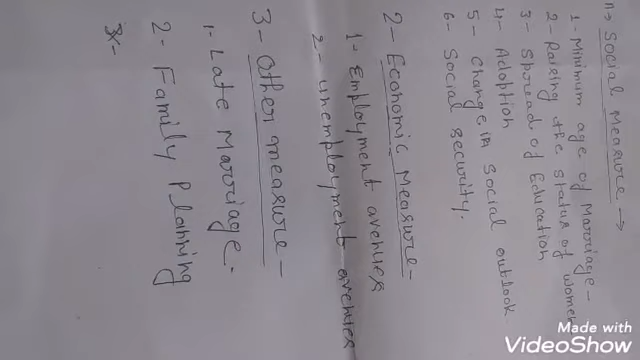 1) Social Measure →
1- Minimum age of Marriage -
2- Raising the status of women
3- Shpread of Education
4- Adoption
5- Change in Social outlook
6- Social Security.
2- Economic Measure-
1- Employment avenues
2- unemployment avenues
3- Other measure-
1- Late Marriage.
2- Family Planning
3-
Made with
VideoShow